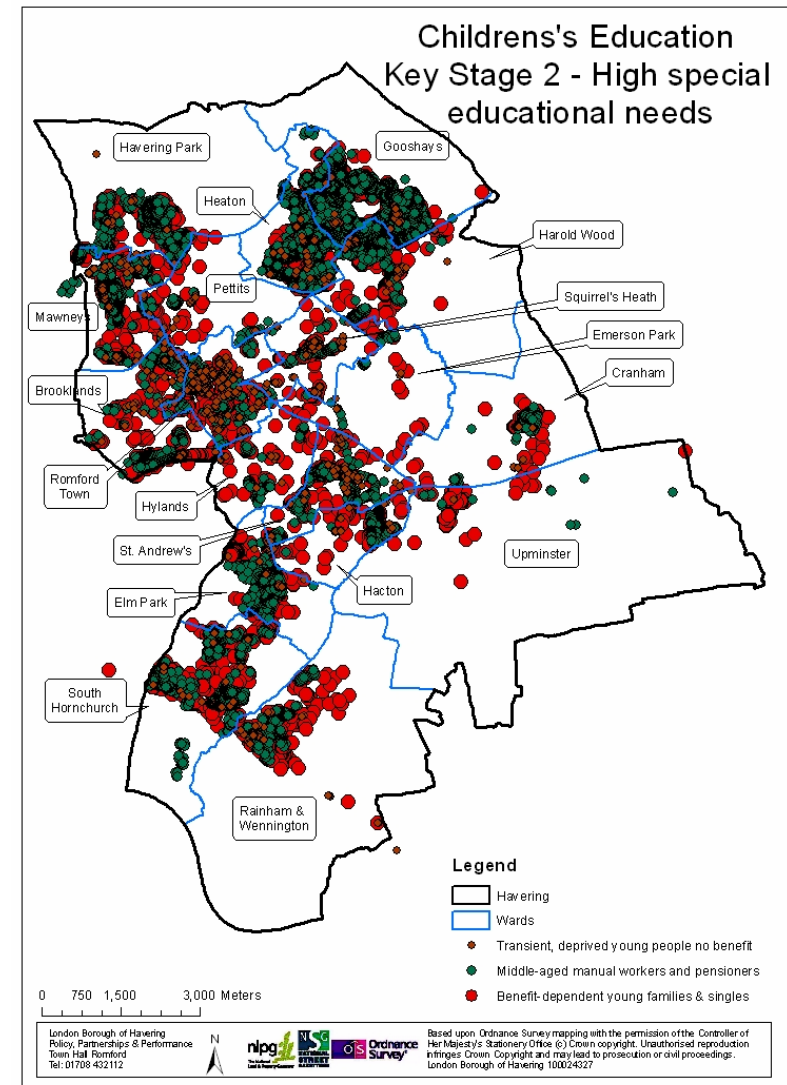 Childrens's Education
Key Stage 2 - High special
educational needs
Havering Park
Gooshays
Heaton
Harold Wood
Pettits
Squirrel's Heath
Mawneys
Emerson Park
Cranham
Brooklands
Romford
Town
Hylands
St. Andrew's
Upminster
Hacton
Elm Park
South
Hornchurch
Rainham &
Wennington
Legend
Havering
Wards
Transient, deprived young people no benefit
Middle-aged manual workers and pensioners
Benefit-dependent young families & singles
0 750 1,500 3,000 Meters
London Borough of Havering
Policy, Partnerships & Performance
Town Hall Romford
Tel: 01708 432112
N
nlpg
NSG
NATIONAL
STREET
GAZETTEER
OS Ordnance
Survey
Based upon Ordnance Survey mapping with the permission of the Controller of
Her Majesty's Stationery Office (c) Crown copyright. Unauthorised reproduction
infringes Crown Copyright and may lead to prosecution or civil proceedings.
London Borough of Havering 100024327